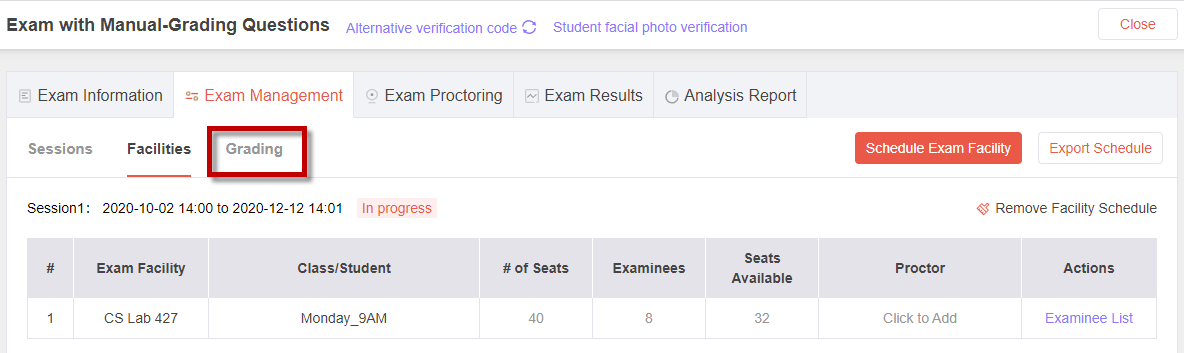 Exam with Manual-Grading Questions Alternative verification code Student facial photo verification Close
Exam Information Exam Management Exam Proctoring Exam Results Analysis Report
Sessions Facilities Grading Schedule Exam Facility Export Schedule
Session1: 2020-10-02 14:00 to 2020-12-12 14:01 In progress Remove Facility Schedule
# Exam Facility Class/Student # of Seats Examinees Seats Available Proctor Actions
1 CS Lab 427 Monday_9AM 40 8 32 Click to Add Examinee List